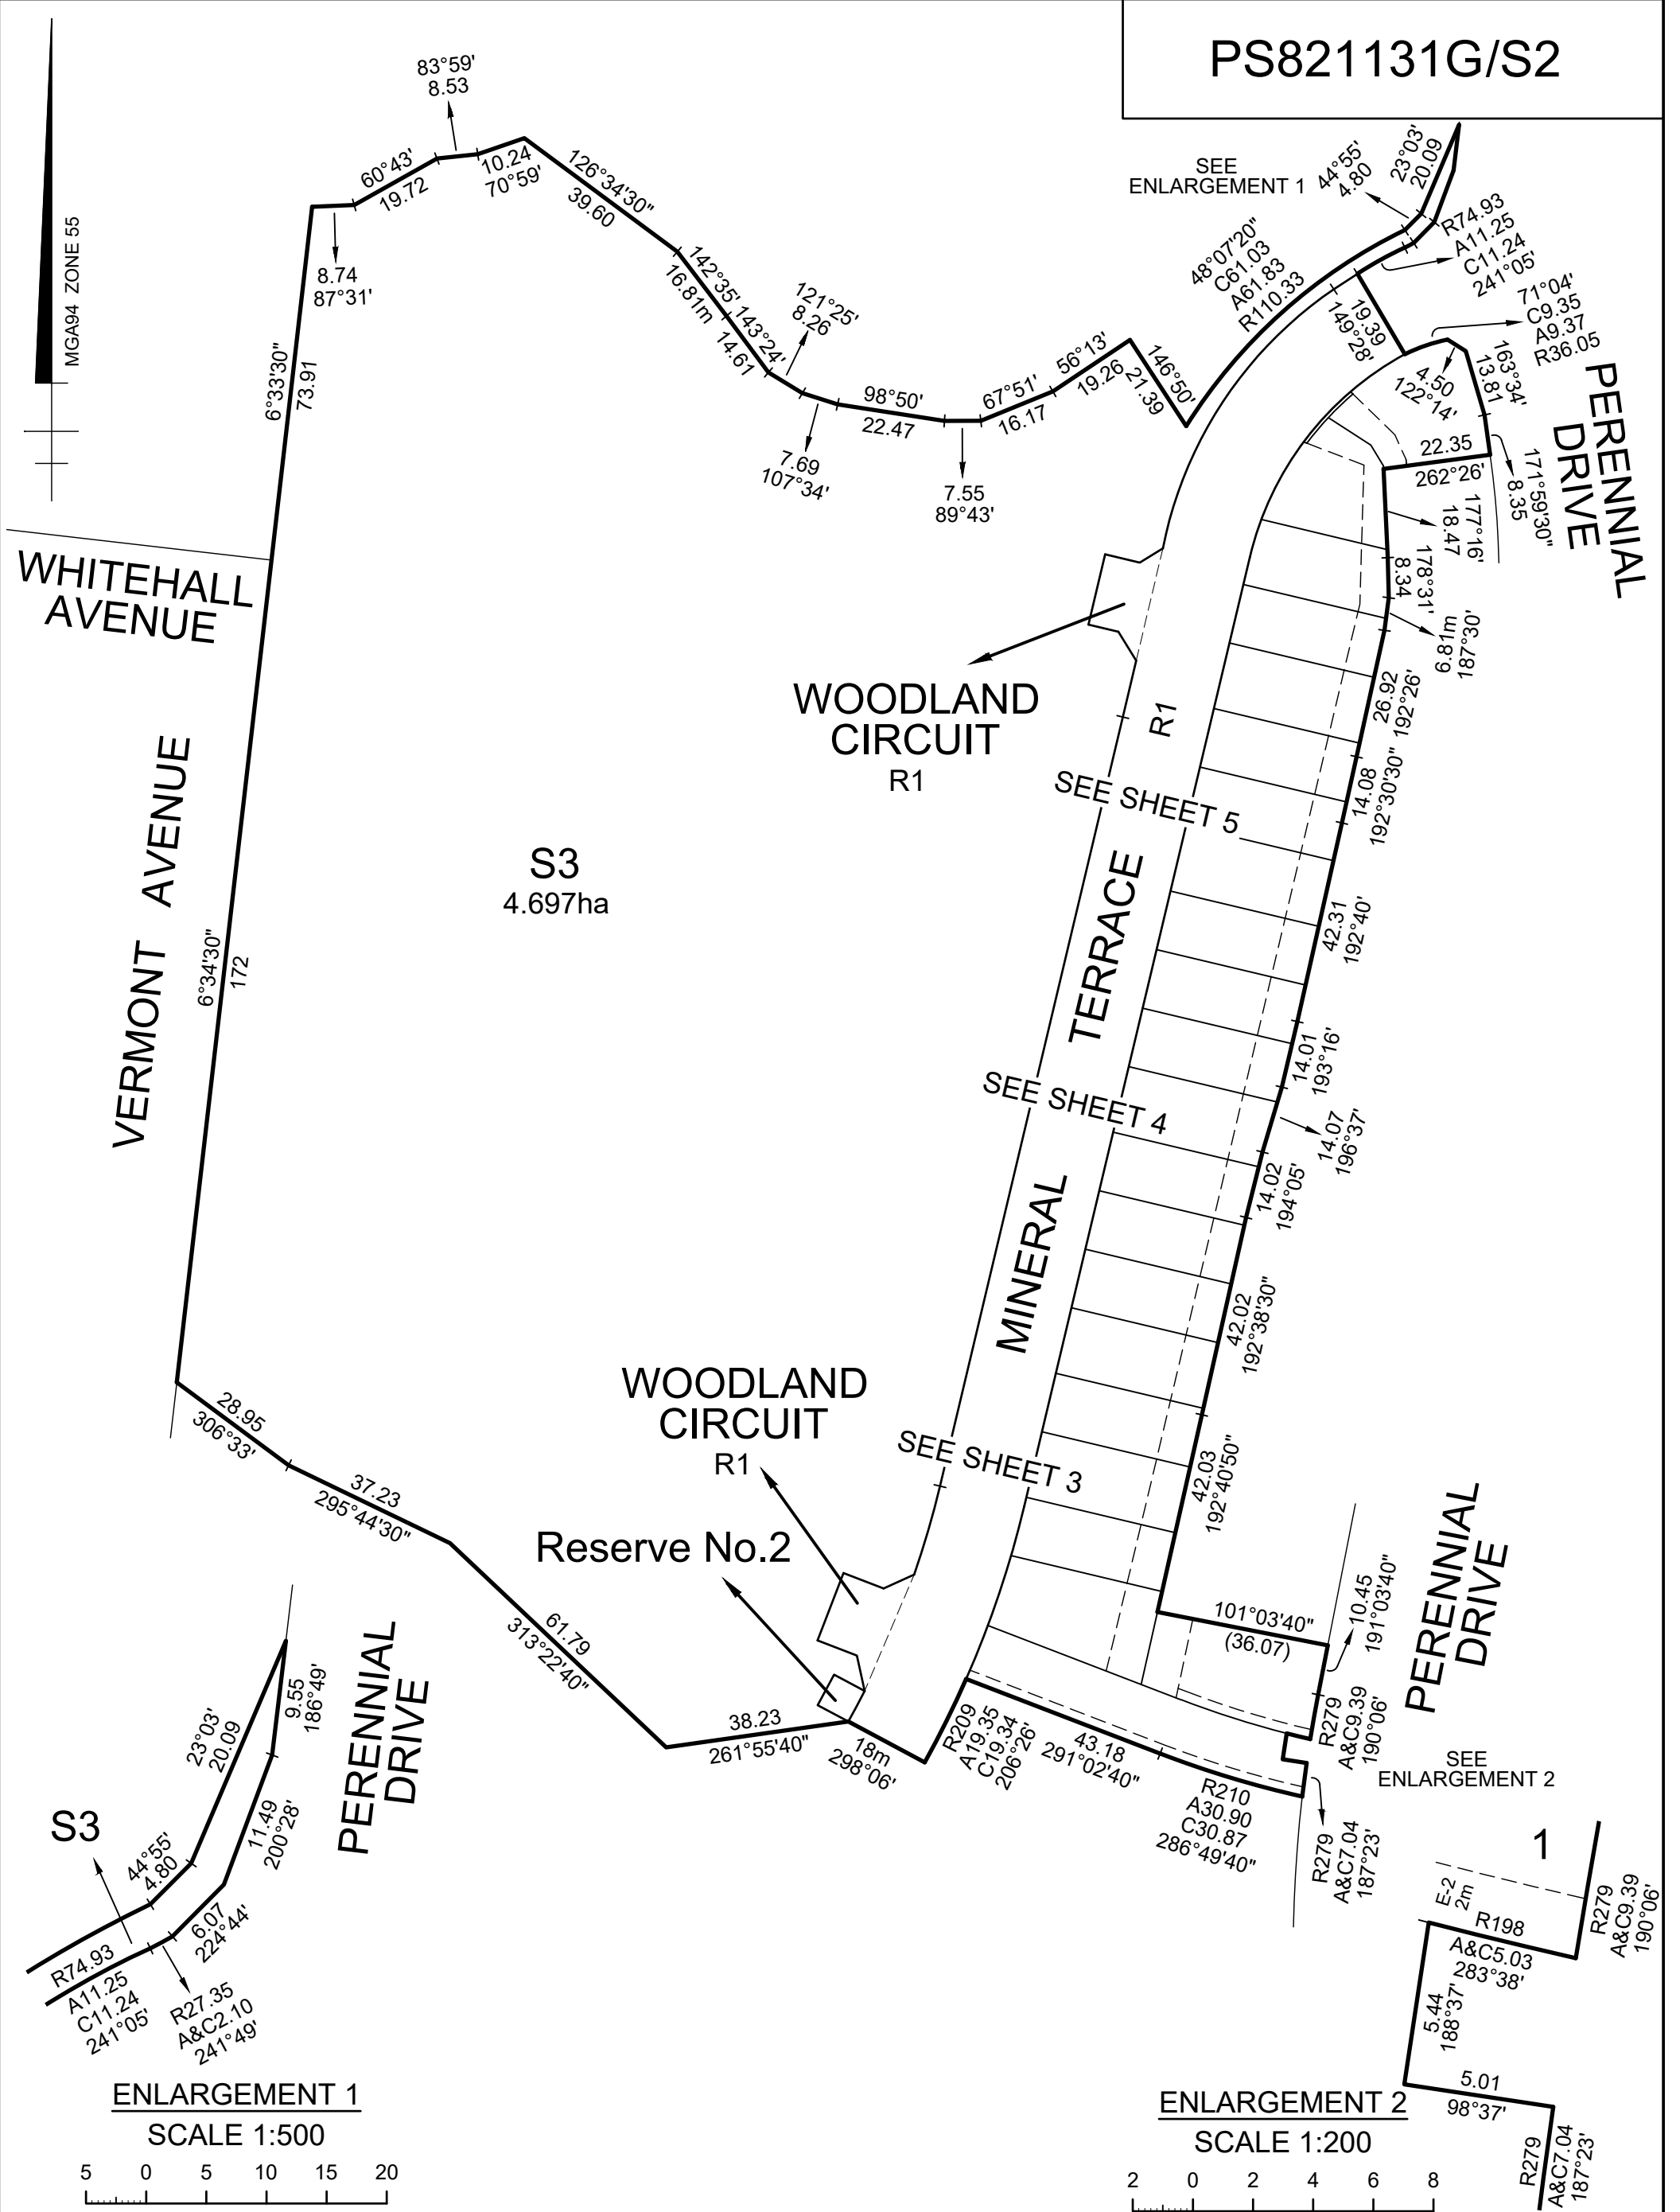 PS821131G/S2
MGA94 ZONE 55
83°59'
8.53
60°43'
19.72
10.24
70°59'
126°34'30"
39.60
8.74
87°31'
142°35'
16.81m
143°24'
14.61
121°25'
8.26
7.69
107°34'
98°50'
22.47
7.55
89°43'
67°51'
16.17
56°13'
19.26
146°50'
21.39
SEE
ENLARGEMENT 1
44°55'
4.80
23°03'
20.09
48°07'20"
C61.03
A61.83
R110.33
R74.93
A11.25
C11.24
241°05'
19.39
149°28'
71°04'
C9.35
A9.37
R36.05
4.50
122°14'
163°34'
13.81
PERENNIAL
DRIVE
22.35
262°26'
171°59'30"
8.35
177°16'
18.47
178°31'
8.34
6.81m
187°30'
26.92
192°26'
14.08
192°30'30"
42.31
192°40'
14.01
193°16'
14.07
196°37'
14.02
194°05'
42.02
192°38'30"
42.03
192°40'50"
6°33'30"
73.91
WHITEHALL
AVENUE
VERMONT AVENUE
6°34'30"
172
S3
4.697ha
WOODLAND
CIRCUIT
R1
R1
SEE SHEET 5
TERRACE
SEE SHEET 4
MINERAL
SEE SHEET 3
WOODLAND
CIRCUIT
R1
Reserve No.2
28.95
306°33'
37.23
295°44'30"
61.79
313°22'40"
38.23
261°55'40"
18m
298°06'
R209
A19.35
C19.34
206°26'
43.18
291°02'40"
R210
A30.90
C30.87
286°49'40"
101°03'40"
(36.07)
10.45
191°03'40"
PERENNIAL
DRIVE
R279
A&C9.39
190°06'
SEE
ENLARGEMENT 2
R279
A&C7.04
187°23'
S3
PERENNIAL
DRIVE
23°03'
20.09
9.55
186°49'
44°55'
4.80
11.49
200°28'
6.07
224°44'
R74.93
A11.25
C11.24
241°05'
R27.35
A&C2.10
241°49'
ENLARGEMENT 1
SCALE 1:500
5 0 5 10 15 20
1
E-2
2m
R198
A&C5.03
283°38'
R279
A&C9.39
190°06'
5.44
188°37'
5.01
98°37'
R279
A&C7.04
187°23'
ENLARGEMENT 2
SCALE 1:200
2 0 2 4 6 8